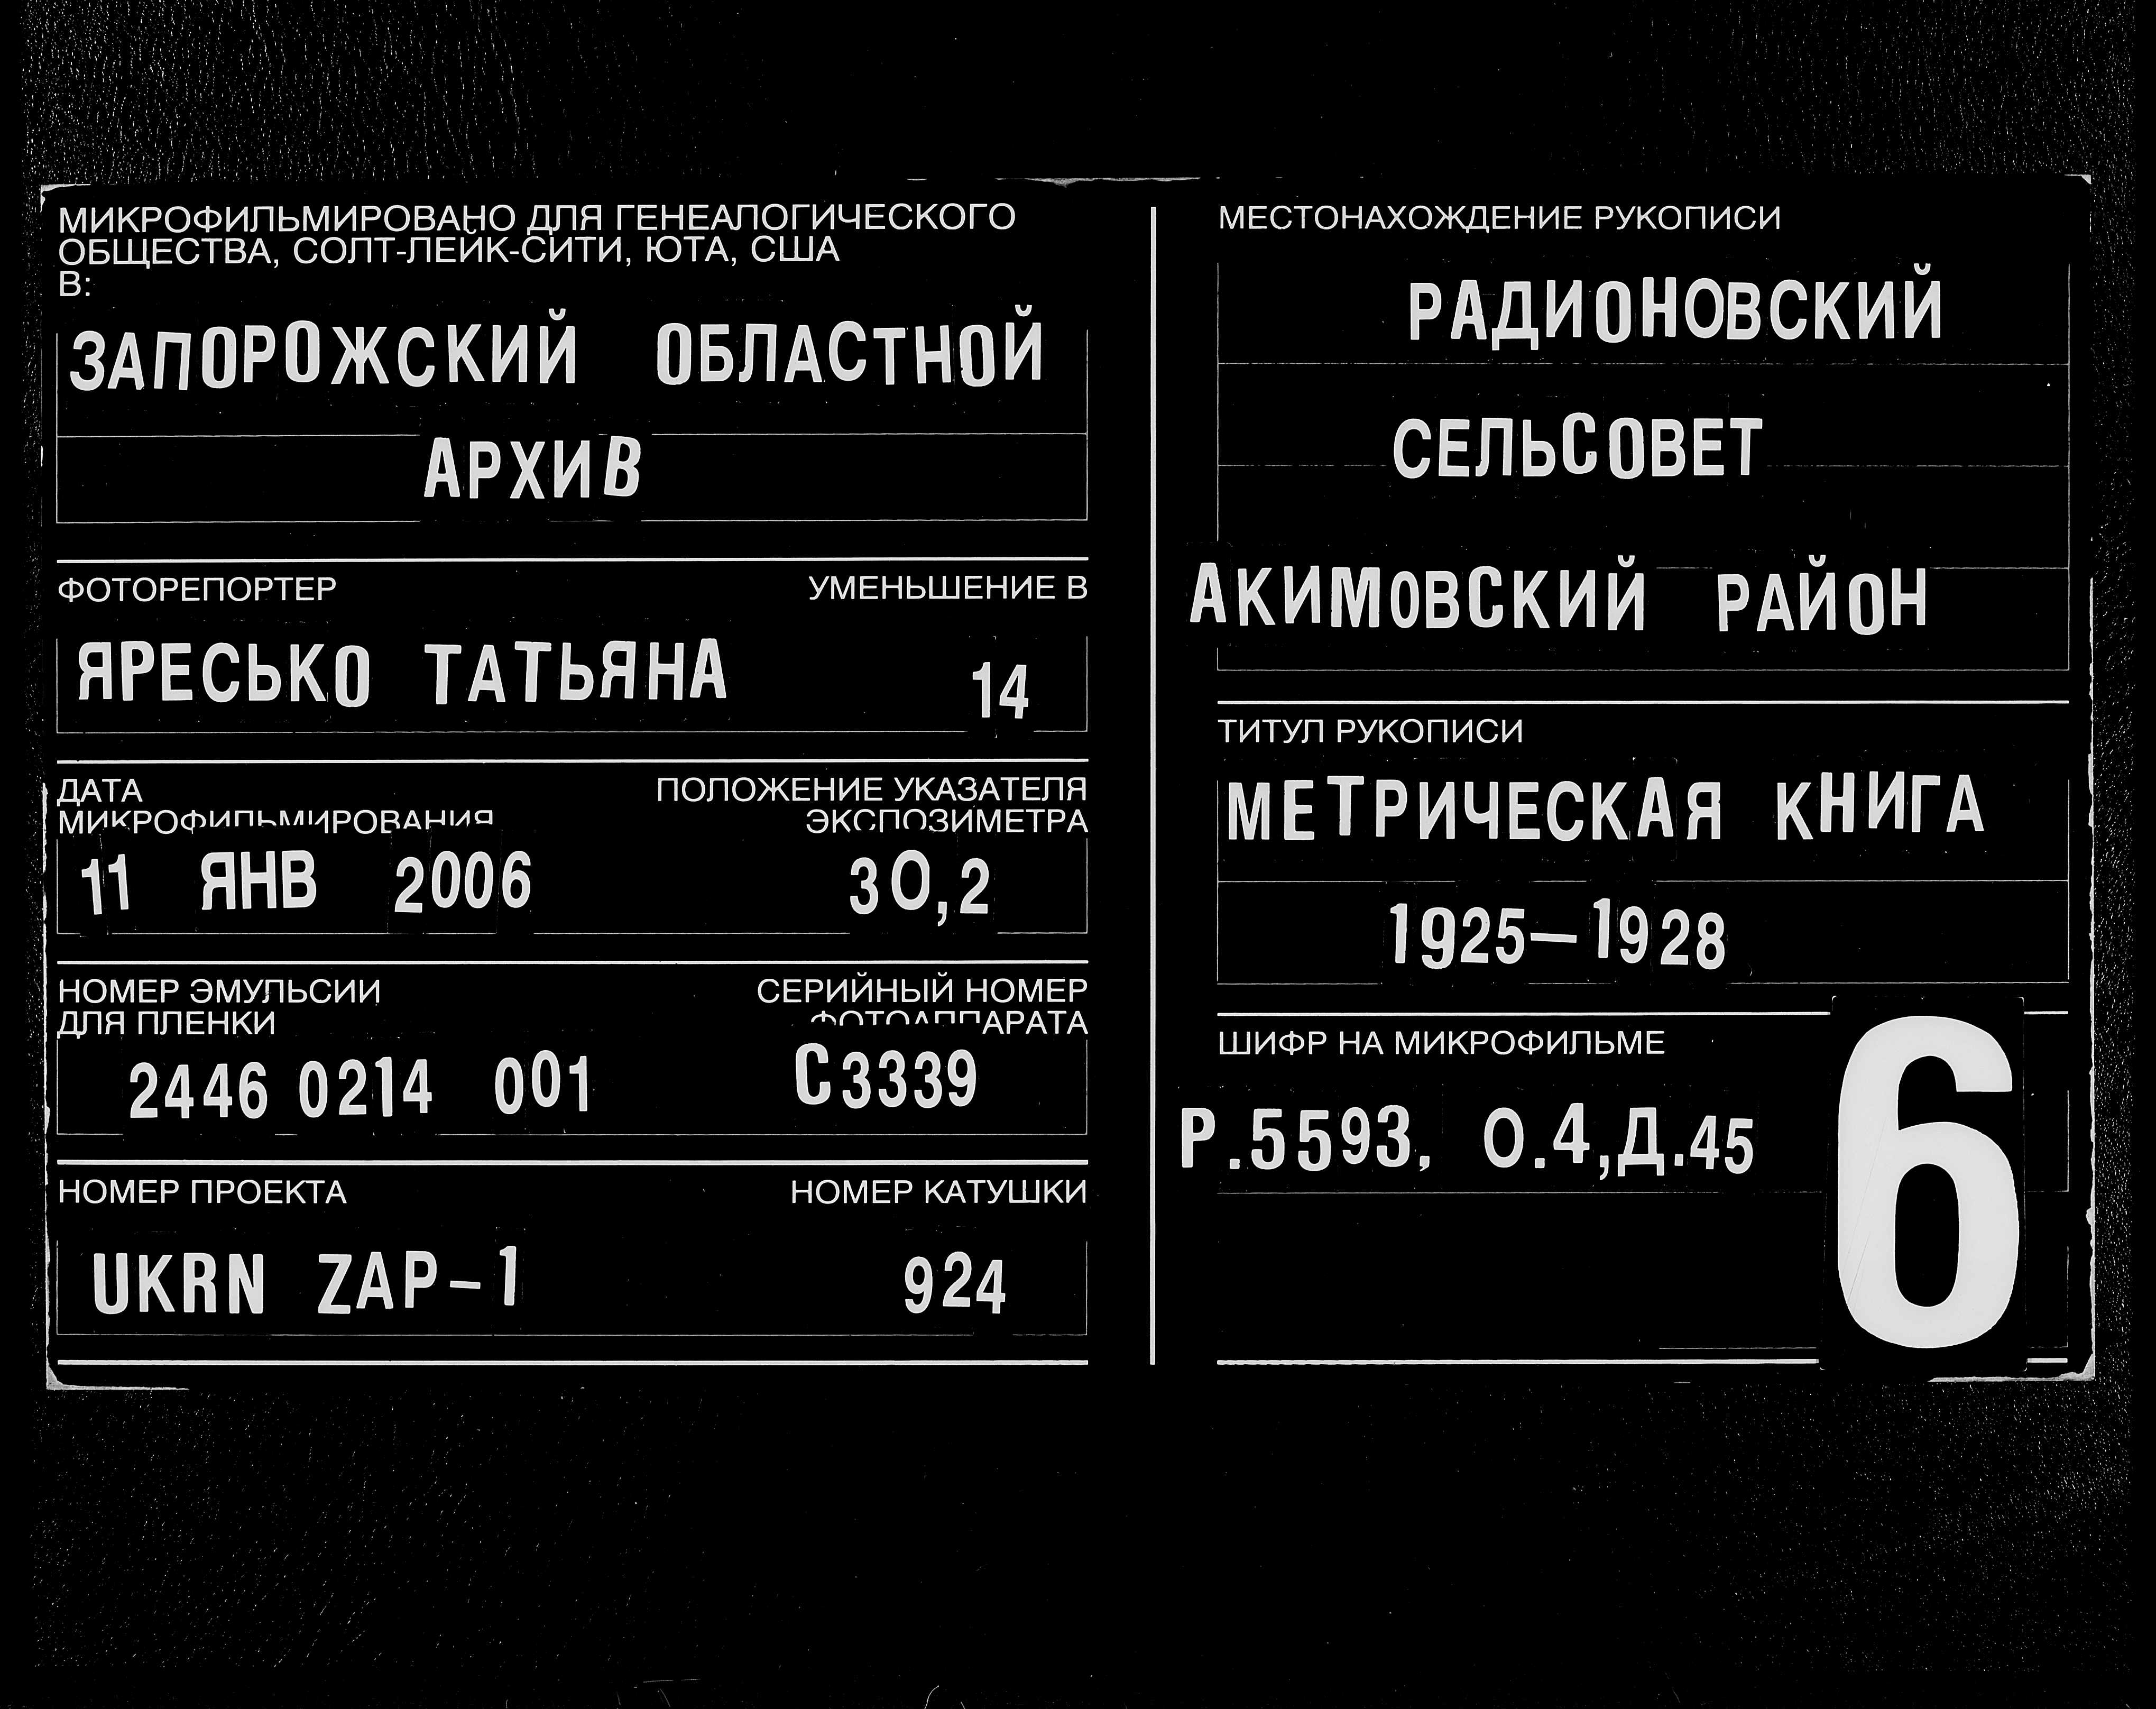 МИКРОФИЛЬМИРОВАНО ДЛЯ ГЕНЕАЛОГИЧЕСКОГО
ОБЩЕСТВА, СОЛТ-ЛЕЙК-СИТИ, ЮТА, США
В:
ЗАПОРОЖСКИЙ ОБЛАСТНОЙ
АРХИВ
ФОТОРЕПОРТЕР УМЕНЬШЕНИЕ В
ЯРЕСЬКО ТАТЬЯНА 14
ДАТА ПОЛОЖЕНИЕ УКАЗАТЕЛЯ
МИКРОФИЛЬМИРОВАНИЯ ЭКСПОЗИМЕТРА
11 ЯНВ 2006 30,2
НОМЕР ЭМУЛЬСИИ СЕРИЙНЫЙ НОМЕР
ДЛЯ ПЛЕНКИ ФОТОАППАРАТА
2446 0214 001 С3339
НОМЕР ПРОЕКТА НОМЕР КАТУШКИ
UKRN ZAP-1 924
МЕСТОНАХОЖДЕНИЕ РУКОПИСИ
РАДИОНОВСКИЙ
СЕЛЬСОВЕТ
АКИМОВСКИЙ РАЙОН
ТИТУЛ РУКОПИСИ
МЕТРИЧЕСКАЯ КНИГА
1925—1928
ШИФР НА МИКРОФИЛЬМЕ
Р.5593, О.4,Д.45
6